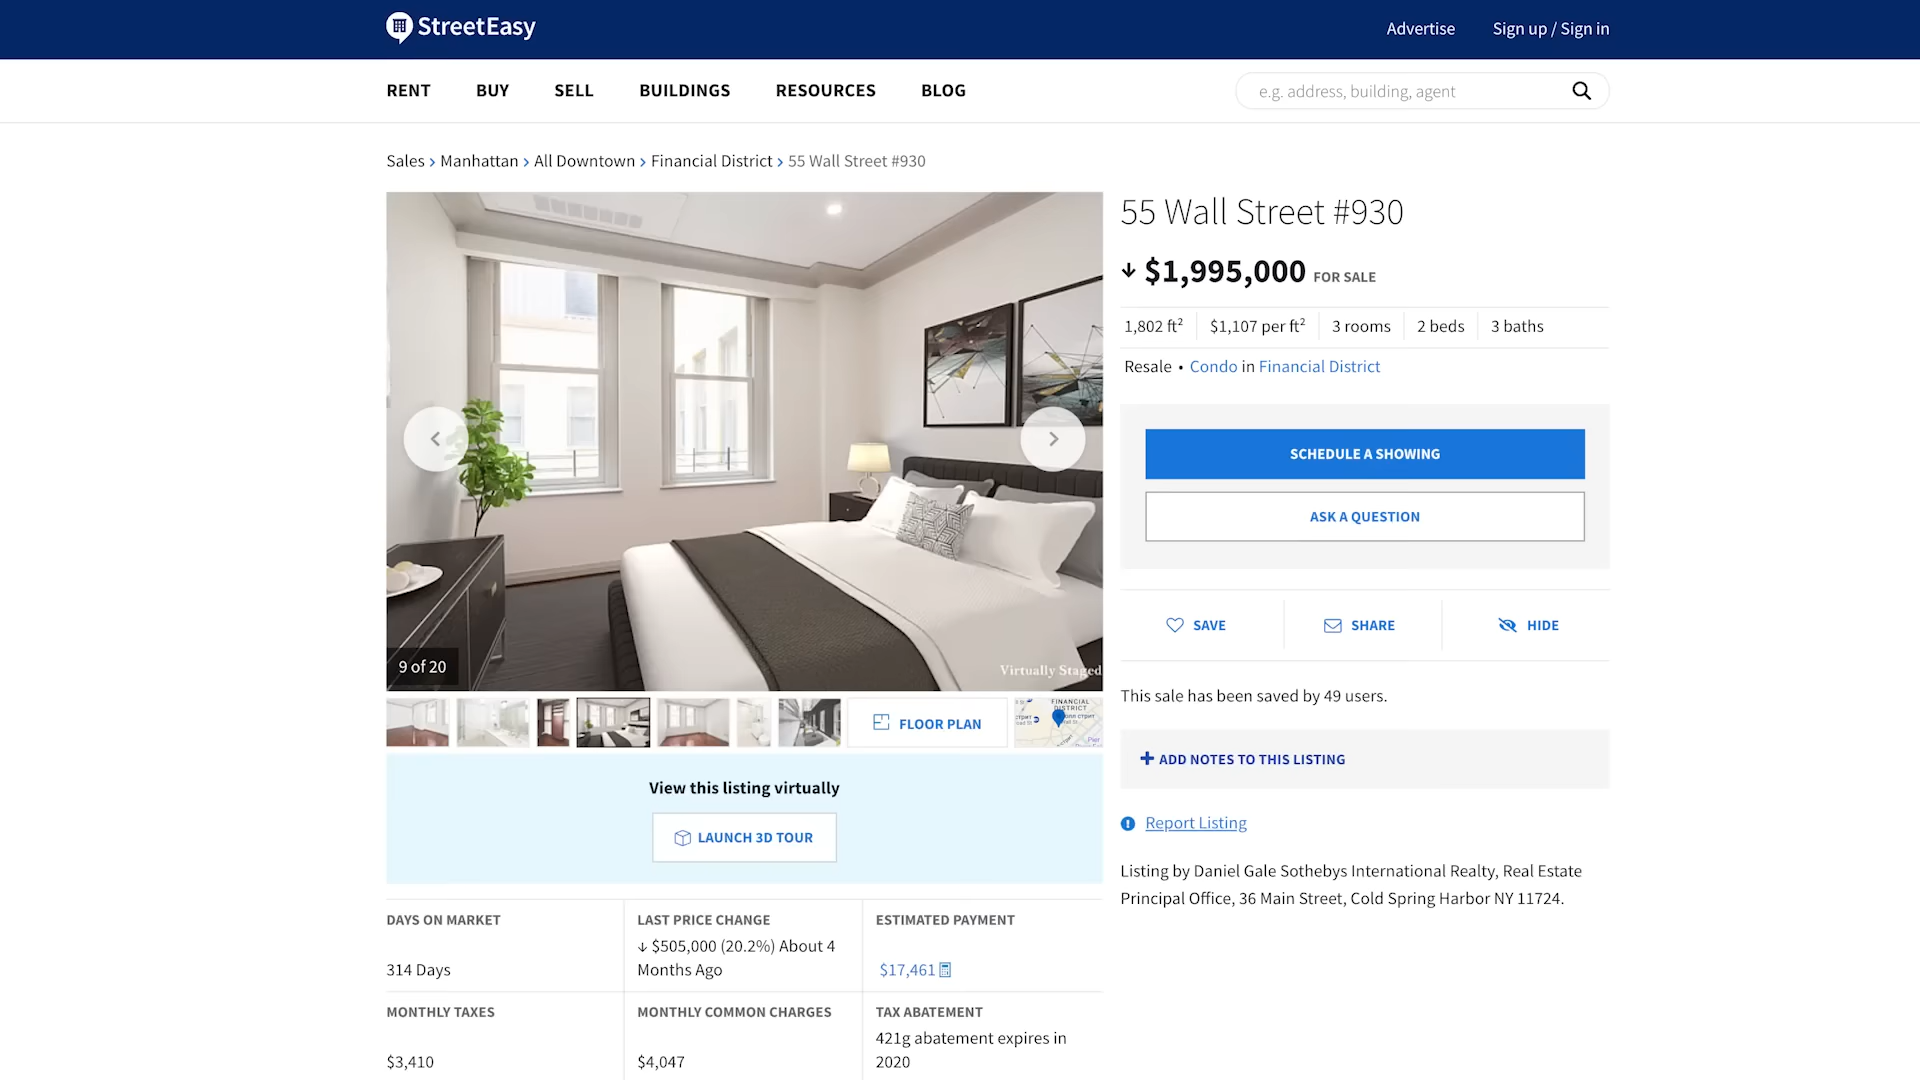 StreetEasy
Advertise
Sign up / Sign in
RENT
BUY
SELL
BUILDINGS
RESOURCES
BLOG
e.g. address, building, agent
Sales › Manhattan › All Downtown › Financial District › 55 Wall Street #930
55 Wall Street #930
↓ $1,995,000 FOR SALE
1,802 ft²
$1,107 per ft²
3 rooms
2 beds
3 baths
Resale • Condo in Financial District
SCHEDULE A SHOWING
ASK A QUESTION
SAVE
SHARE
HIDE
This sale has been saved by 49 users.
+ ADD NOTES TO THIS LISTING
Report Listing
Listing by Daniel Gale Sothebys International Realty, Real Estate
Principal Office, 36 Main Street, Cold Spring Harbor NY 11724.
9 of 20
Virtually Staged
FLOOR PLAN
FINANCIAL
DISTRICT
View this listing virtually
LAUNCH 3D TOUR
DAYS ON MARKET
314 Days
LAST PRICE CHANGE
↓ $505,000 (20.2%) About 4
Months Ago
ESTIMATED PAYMENT
$17,461
MONTHLY TAXES
$3,410
MONTHLY COMMON CHARGES
$4,047
TAX ABATEMENT
421g abatement expires in
2020